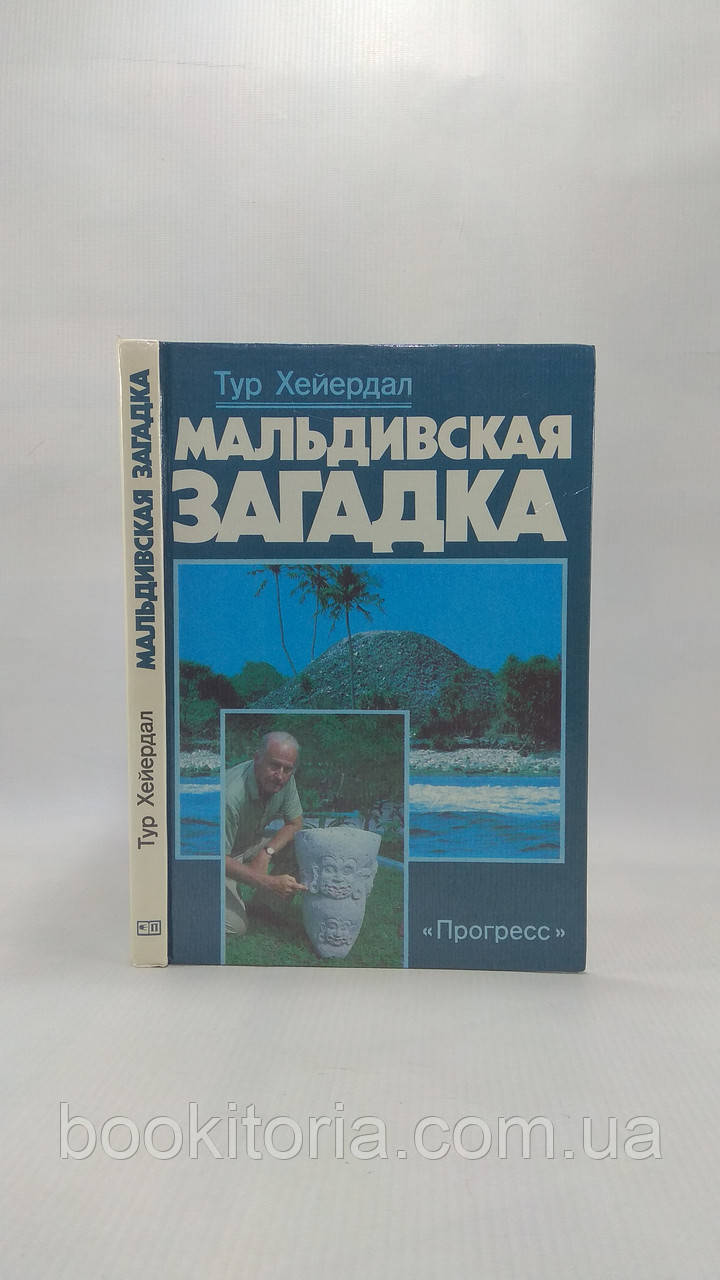 Тур Хейердал
МАЛЬДИВСКАЯ
ЗАГАДКА
«Прогресс»
Тур Хейердал МАЛЬДИВСКАЯ ЗАГАДКА
bookitoria.com.ua